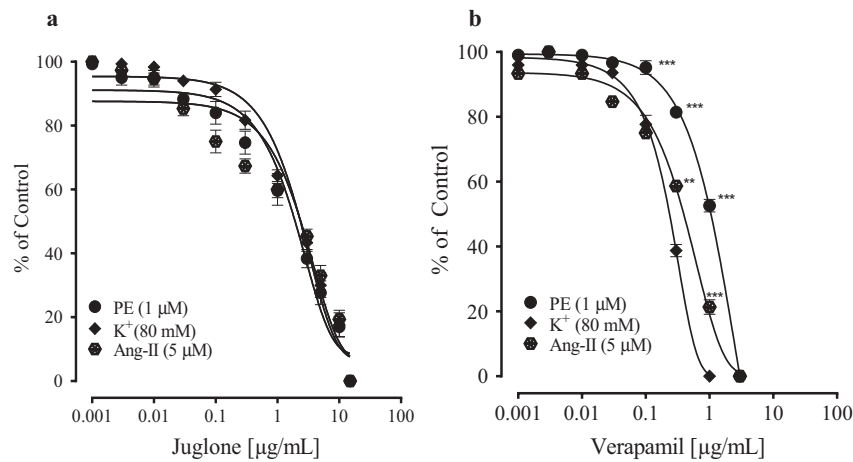 a
100
80
60
40
20
0
% of Control
PE (1 μM)
K+ (80 mM)
Ang-II (5 μM)
0.001 0.01 0.1 1 10 100
Juglone [μg/mL]
b
100
80
60
40
20
0
% of Control
***
***
**
***
***
PE (1 μM)
K+ (80 mM)
Ang-II (5 μM)
0.001 0.01 0.1 1 10 100
Verapamil [μg/mL]